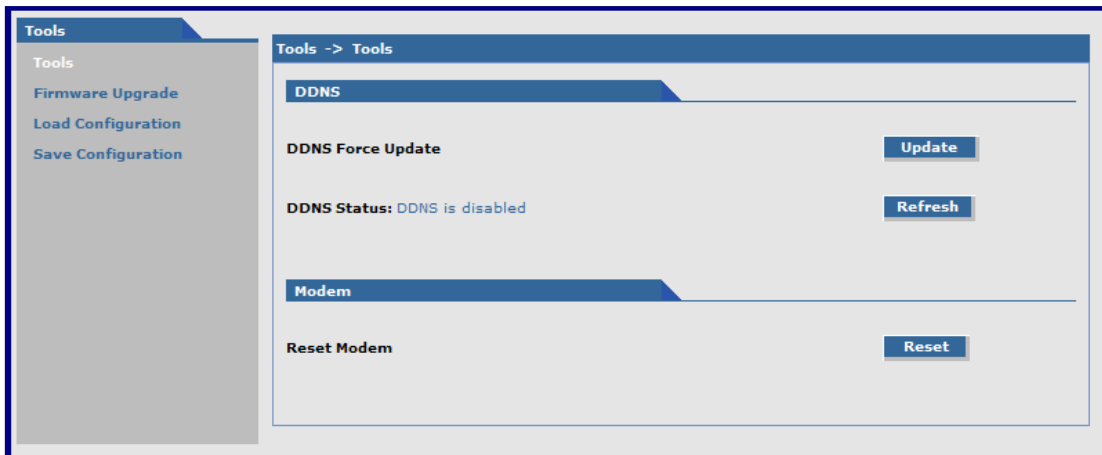 Tools
Tools
Firmware Upgrade
Load Configuration
Save Configuration
Tools -> Tools
DDNS
DDNS Force Update
Update
DDNS Status: DDNS is disabled
Refresh
Modem
Reset Modem
Reset